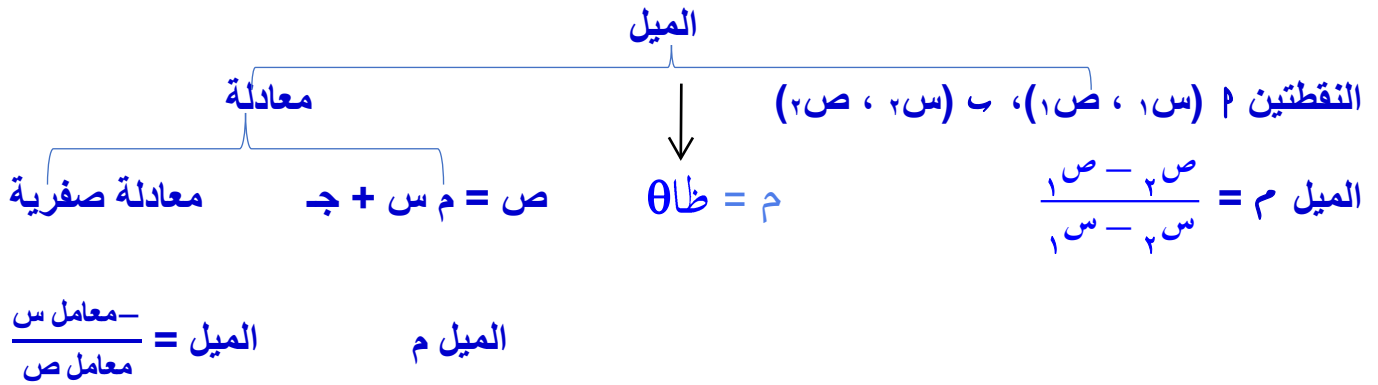 الميل
النقطتين ﴿ (س١ ، ص١)، ب (س٢ ، ص٢)
معادلة
الميل م = (ص٢ – ص١)/(س٢ – س١)
م = ظاθ
ص = م س + جـ
معادلة صفرية
الميل م
الميل = –معامل س/معامل ص